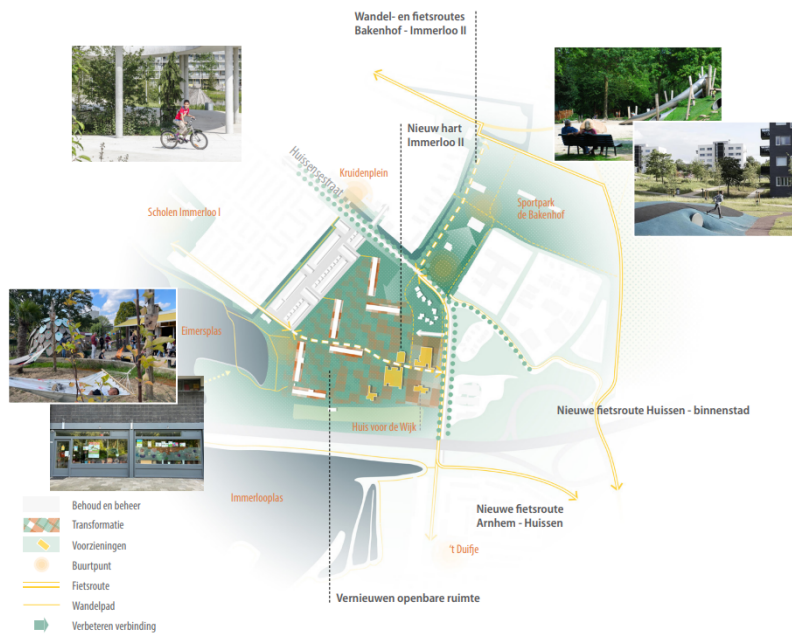 Wandel- en fietsroutes
Bakenhof - Immerloo II
Nieuw hart
Immerloo II
Huissensestraat
Kruidenplein
Scholen Immerloo I
Sportpark
de Bakenhof
Eimersplas
Nieuwe fietsroute Huissen - binnenstad
Huis voor de Wijk
Immerlooplas
Nieuwe fietsroute
Arnhem - Huissen
't Duifje
Vernieuwen openbare ruimte
Behoud en beheer
Transformatie
Voorzieningen
Buurtpunt
Fietsroute
Wandelpad
Verbeteren verbinding